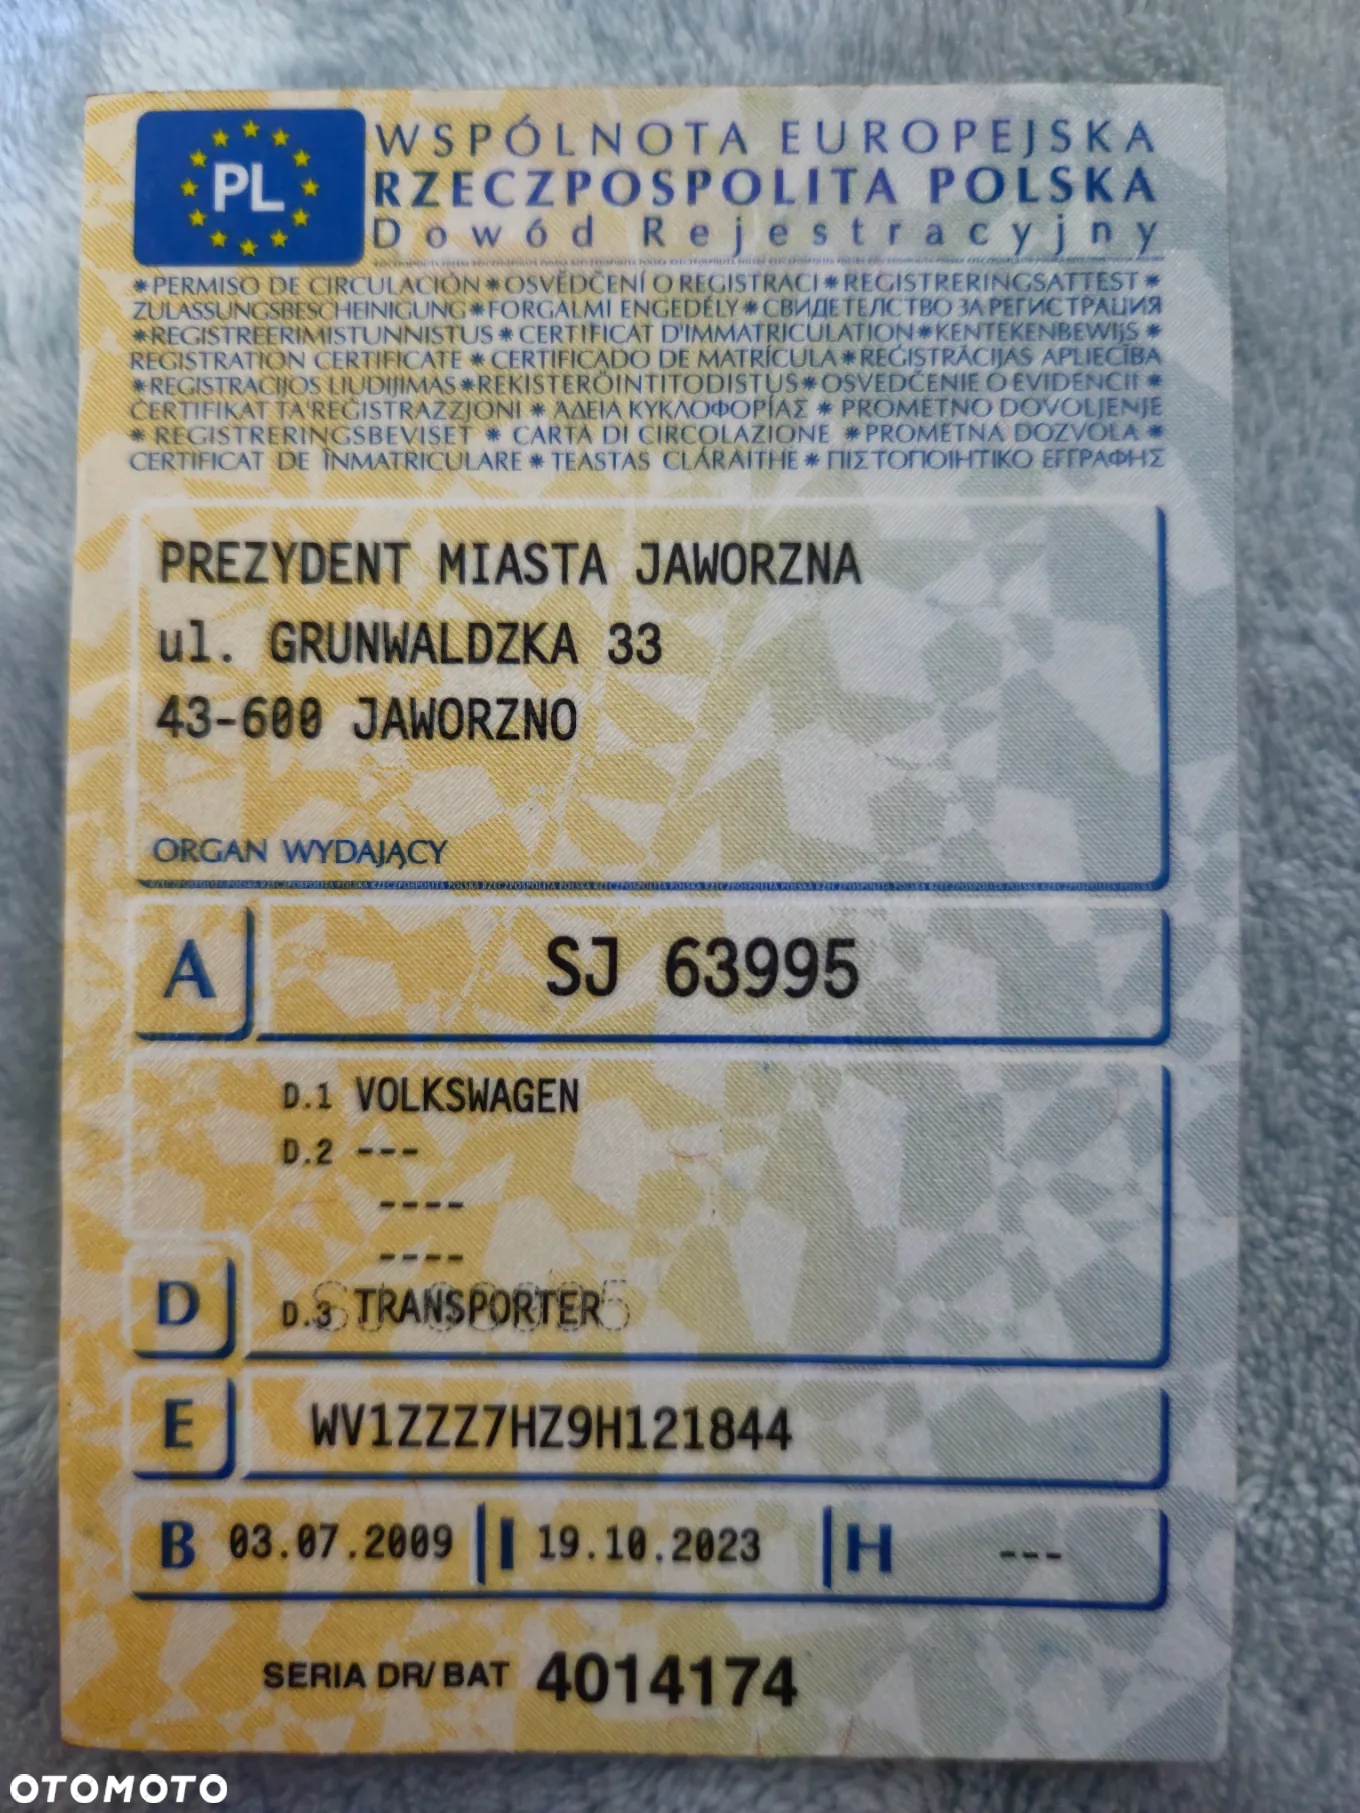 PL
WSPÓLNOTA EUROPEJSKA
RZECZPOSPOLITA POLSKA
Dowód Rejestracyjny
*PERMISO DE CIRCULACIÓN*OSVĚDČENÍ O REGISTRACI*REGISTRERINGSATTEST*
ZULASSUNGSBESCHEINIGUNG*FORGALMI ENGEDÉLY*СВИДЕТЕЛСТВО ЗА РЕГИСТРАЦИЯ
*REGISTREERIMISTUNNISTUS*CERTIFICAT D'IMMATRICULATION*KENTEKENBEWIJS*
REGISTRATION CERTIFICATE*CERTIFICADO DE MATRÍCULA*REĢISTRĀCIJAS APLIECĪBA
*REGISTRACIJOS LIUDIJIMAS*REKISTERÖINTITODISTUS*OSVEDČENIE O EVIDENCII*
ĊERTIFIKAT TA'REĠISTRAZZJONI*ΆΔΕΙΑ ΚΥΚΛΟΦΟΡΊΑΣ*PROMETNO DOVOLJENJE
*REGISTRERINGSBEVISET*CARTA DI CIRCOLAZIONE*PROMETNA DOZVOLA*
CERTIFICAT DE ÎNMATRICULARE*TEASTAS CLÁRAITHE*ΠΙΣΤΟΠΟΙΗΤΙΚΟ ΕΓΓΡΑΦΗΣ
PREZYDENT MIASTA JAWORZNA
ul. GRUNWALDZKA 33
43-600 JAWORZNO
ORGAN WYDAJĄCY
A SJ 63995
D.1 VOLKSWAGEN
D.2 ---
----
----
D D.3 TRANSPORTER
E WV1ZZZ7HZ9H121844
B 03.07.2009 I 19.10.2023 H ---
SERIA DR/BAT 4014174
OTOMOTO